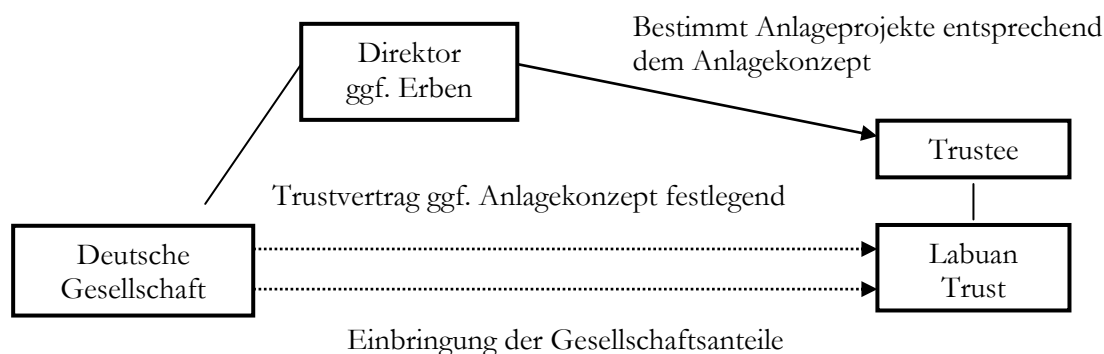 Bestimmt Anlageprojekte entsprechend
dem Anlagekonzept
Direktor
ggf. Erben
Trustee
Trustvertrag ggf. Anlagekonzept festlegend
Deutsche
Gesellschaft
Labuan
Trust
Einbringung der Gesellschaftsanteile